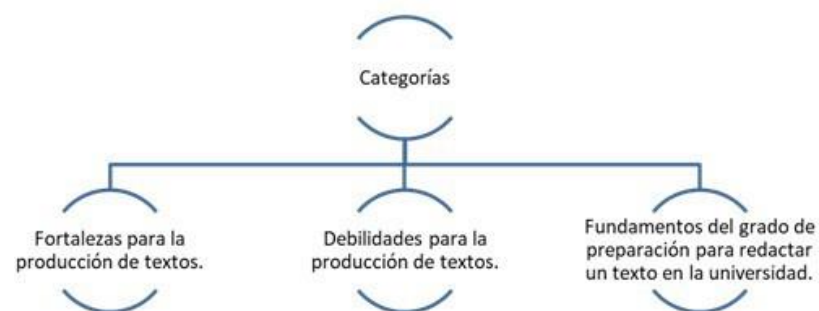 Categorías
Fortalezas para la
producción de textos.
Debilidades para la
producción de textos.
Fundamentos del grado de
preparación para redactar
un texto en la universidad.